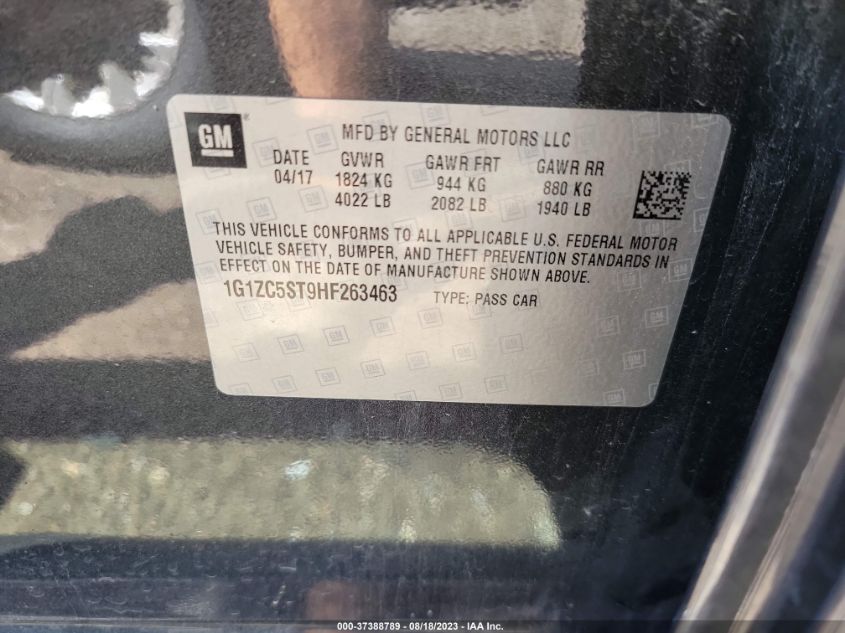 GM ®
MFD BY GENERAL MOTORS LLC
DATE GVWR GAWR FRT GAWR RR
04/17 1824 KG 944 KG 880 KG
4022 LB 2082 LB 1940 LB
THIS VEHICLE CONFORMS TO ALL APPLICABLE U.S. FEDERAL MOTOR
VEHICLE SAFETY, BUMPER, AND THEFT PREVENTION STANDARDS IN
EFFECT ON THE DATE OF MANUFACTURE SHOWN ABOVE.
1G1ZC5ST9HF263463 TYPE: PASS CAR
000-37388789 - 08/18/2023 - IAA Inc.